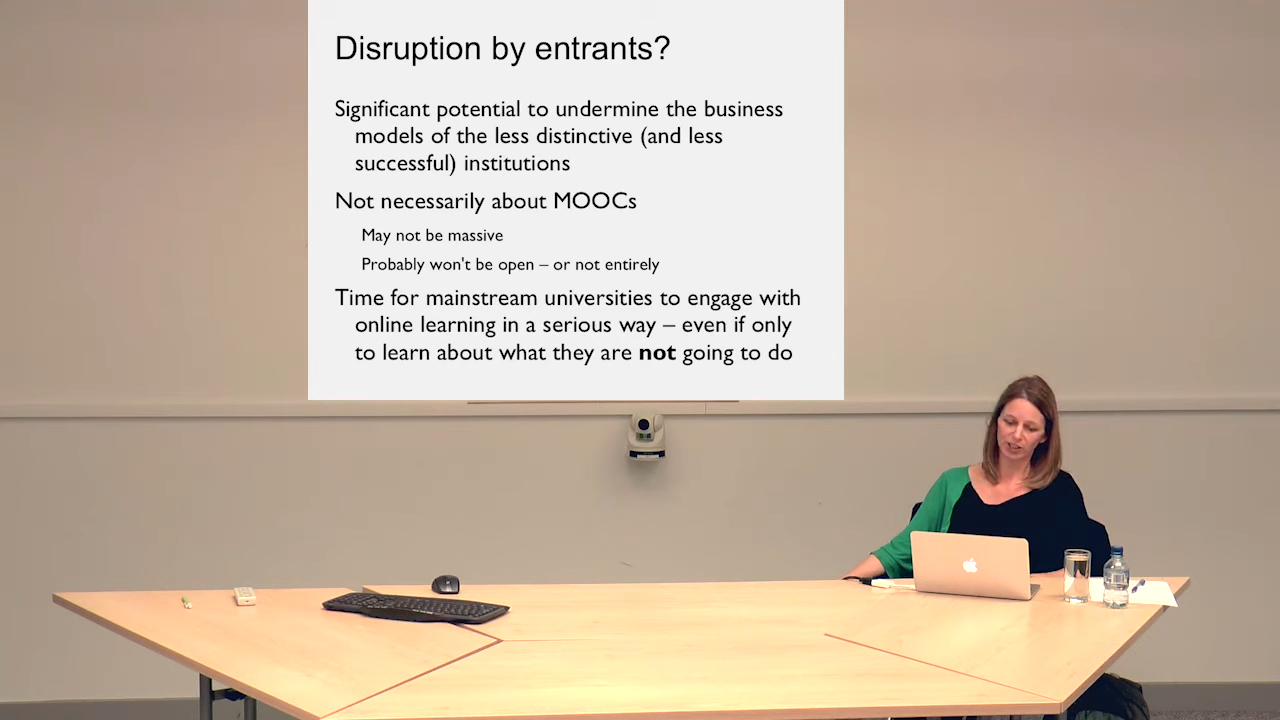 Disruption by entrants?
Significant potential to undermine the business
models of the less distinctive (and less
successful) institutions
Not necessarily about MOOCs
May not be massive
Probably won't be open – or not entirely
Time for mainstream universities to engage with
online learning in a serious way – even if only
to learn about what they are not going to do